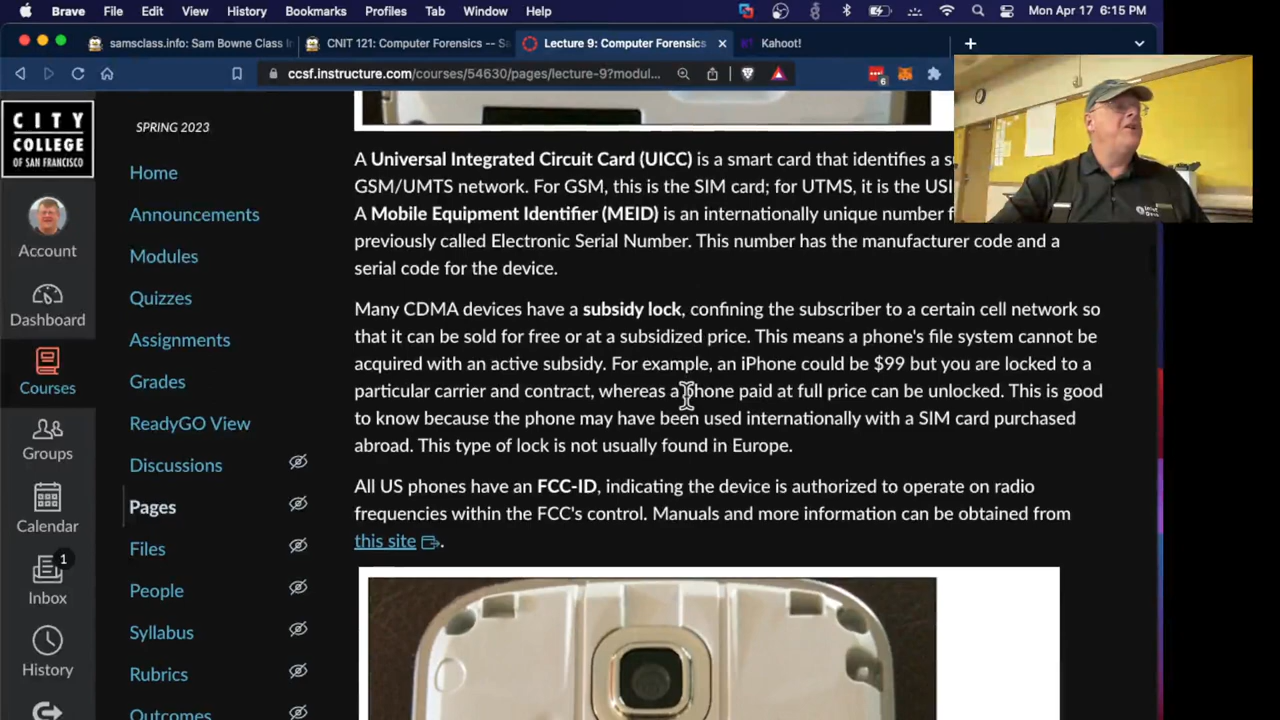 Brave File Edit View History Bookmarks Profiles Tab Window Help Mon Apr 17 6:15 PM
samsclass.info: Sam Bowne Class I
CNIT 121: Computer Forensics -- S
Lecture 9: Computer Forensics
Kahoot!
ccsf.instructure.com/courses/54630/pages/lecture-9?modul...
6
CITY
COLLEGE
OF SAN FRANCISCO
Account
Dashboard
Courses
Groups
Calendar
1
Inbox
History
SPRING 2023
Home
Announcements
Modules
Quizzes
Assignments
Grades
ReadyGO View
Discussions
Pages
Files
People
Syllabus
Rubrics
Outcomes
A Universal Integrated Circuit Card (UICC) is a smart card that identifies a s
GSM/UMTS network. For GSM, this is the SIM card; for UTMS, it is the USI
A Mobile Equipment Identifier (MEID) is an internationally unique number f
previously called Electronic Serial Number. This number has the manufacturer code and a
serial code for the device.
Many CDMA devices have a subsidy lock, confining the subscriber to a certain cell network so
that it can be sold for free or at a subsidized price. This means a phone's file system cannot be
acquired with an active subsidy. For example, an iPhone could be $99 but you are locked to a
particular carrier and contract, whereas a phone paid at full price can be unlocked. This is good
to know because the phone may have been used internationally with a SIM card purchased
abroad. This type of lock is not usually found in Europe.
All US phones have an FCC-ID, indicating the device is authorized to operate on radio
frequencies within the FCC's control. Manuals and more information can be obtained from
this site.